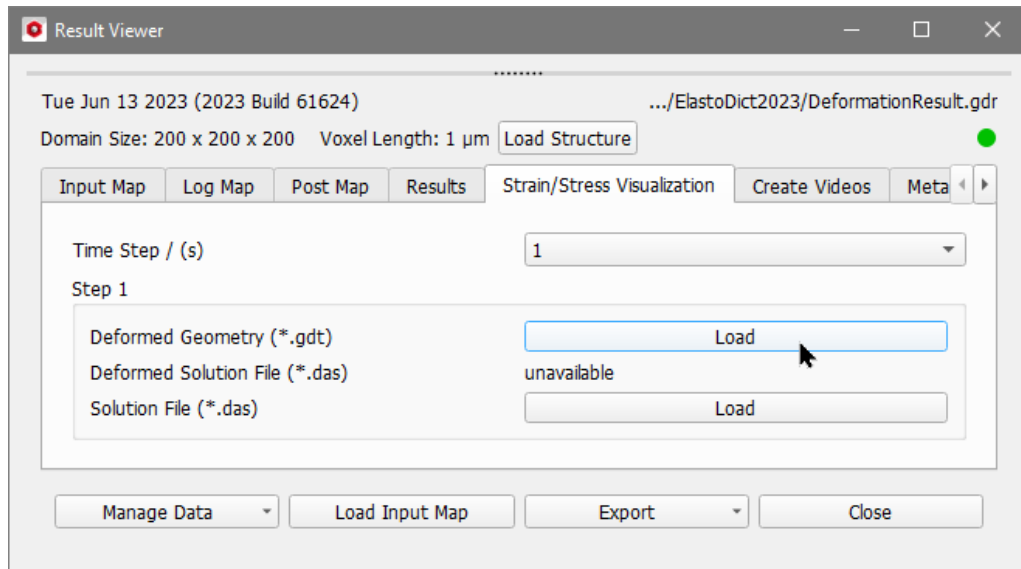 Result Viewer
Tue Jun 13 2023 (2023 Build 61624) .../ElastoDict2023/DeformationResult.gdr
Domain Size: 200 x 200 x 200 Voxel Length: 1 µm Load Structure
Input Map Log Map Post Map Results Strain/Stress Visualization Create Videos Meta
Time Step / (s) 1
Step 1
Deformed Geometry (*.gdt) Load
Deformed Solution File (*.das) unavailable
Solution File (*.das) Load
Manage Data Load Input Map Export Close